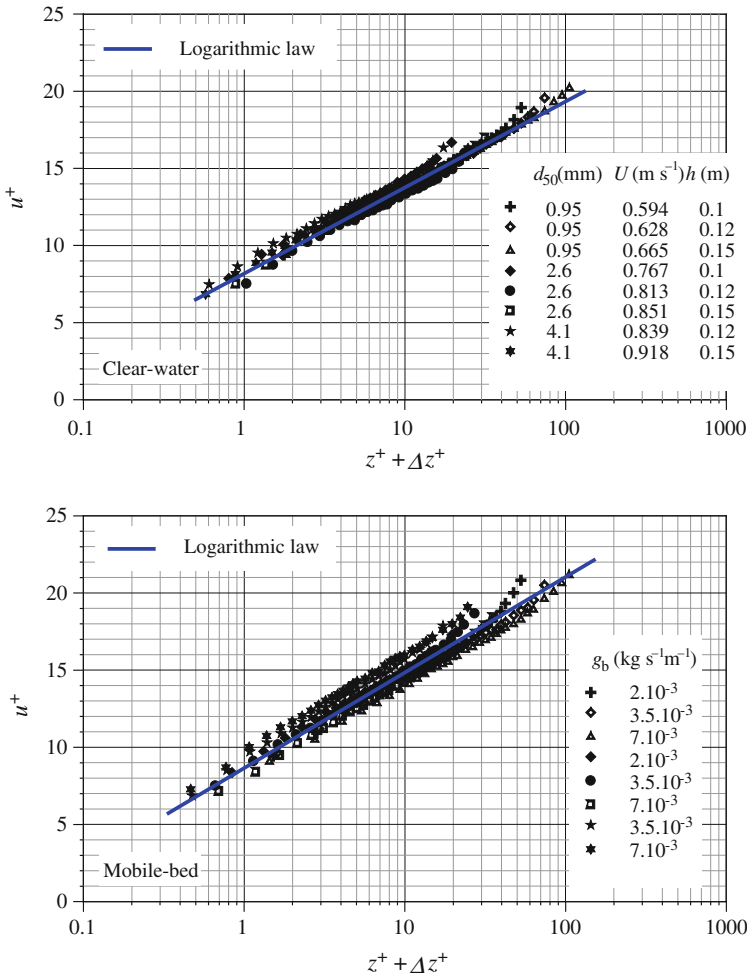 25
Logarithmic law
20
15
10
5
0
u⁺
d₅₀(mm) U (m s⁻¹) h (m)
0.95 0.594 0.1
0.95 0.628 0.12
0.95 0.665 0.15
2.6 0.767 0.1
2.6 0.813 0.12
2.6 0.851 0.15
4.1 0.839 0.12
4.1 0.918 0.15
Clear-water
0.1 1 10 100 1000
z⁺ + Δz⁺
25
Logarithmic law
20
15
10
5
0
u⁺
g_b (kg s⁻¹m⁻¹)
2.10⁻³
3.5.10⁻³
7.10⁻³
2.10⁻³
3.5.10⁻³
7.10⁻³
3.5.10⁻³
7.10⁻³
Mobile-bed
0.1 1 10 100 1000
z⁺ + Δz⁺